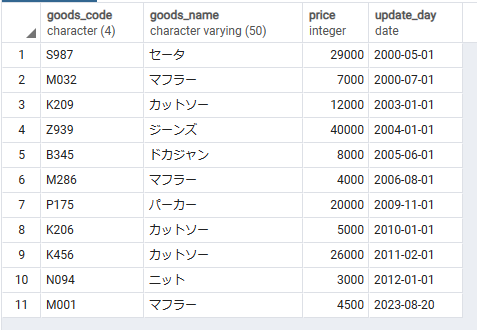 goods_code goods_name price update_day
character (4) character varying (50) integer date
1 S987 セータ 29000 2000-05-01
2 M032 マフラー 7000 2000-07-01
3 K209 カットソー 12000 2003-01-01
4 Z939 ジーンズ 40000 2004-01-01
5 B345 ドカジャン 8000 2005-06-01
6 M286 マフラー 4000 2006-08-01
7 P175 パーカー 20000 2009-11-01
8 K206 カットソー 5000 2010-01-01
9 K456 カットソー 26000 2011-02-01
10 N094 ニット 3000 2012-01-01
11 M001 マフラー 4500 2023-08-20